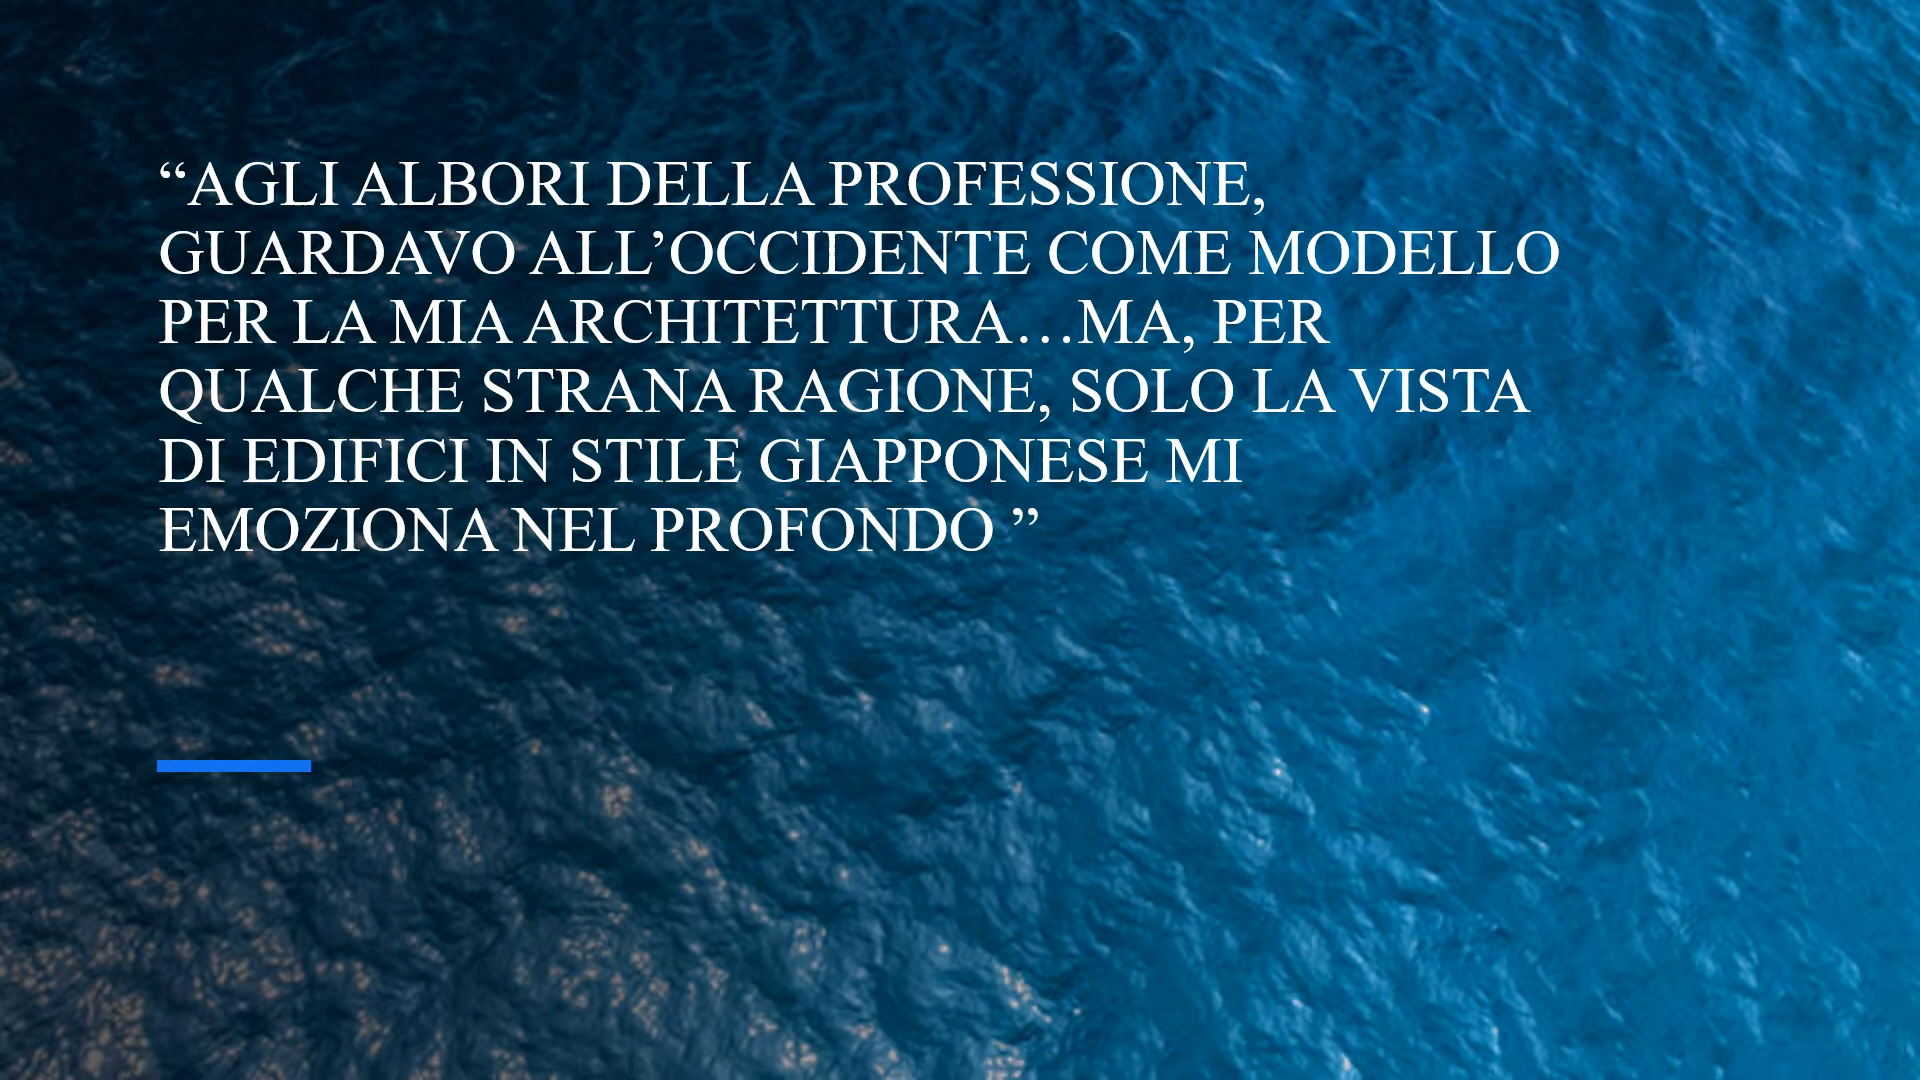 “AGLI ALBORI DELLA PROFESSIONE,
GUARDAVO ALL’OCCIDENTE COME MODELLO
PER LA MIA ARCHITETTURA…MA, PER
QUALCHE STRANA RAGIONE, SOLO LA VISTA
DI EDIFICI IN STILE GIAPPONESE MI
EMOZIONA NEL PROFONDO ”